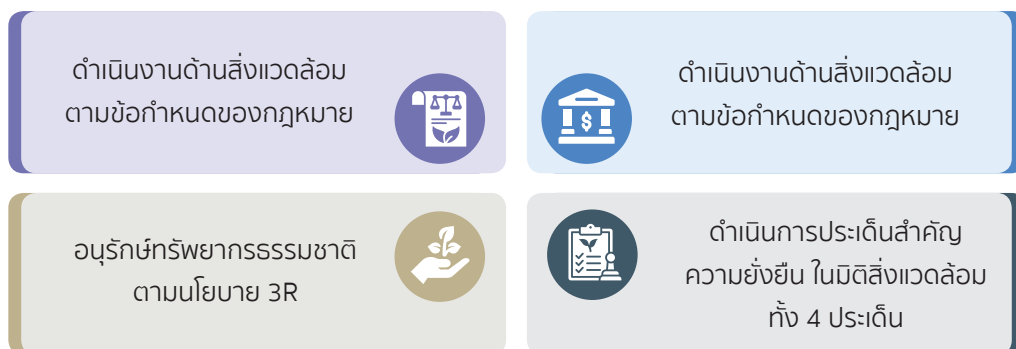 ดำเนินงานด้านสิ่งแวดล้อม
ตามข้อกำหนดของกฎหมาย
ดำเนินงานด้านสิ่งแวดล้อม
ตามข้อกำหนดของกฎหมาย
อนุรักษ์ทรัพยากรธรรมชาติ
ตามนโยบาย 3R
ดำเนินการประเด็นสำคัญ
ความยั่งยืน ในมิติสิ่งแวดล้อม
ทั้ง 4 ประเด็น